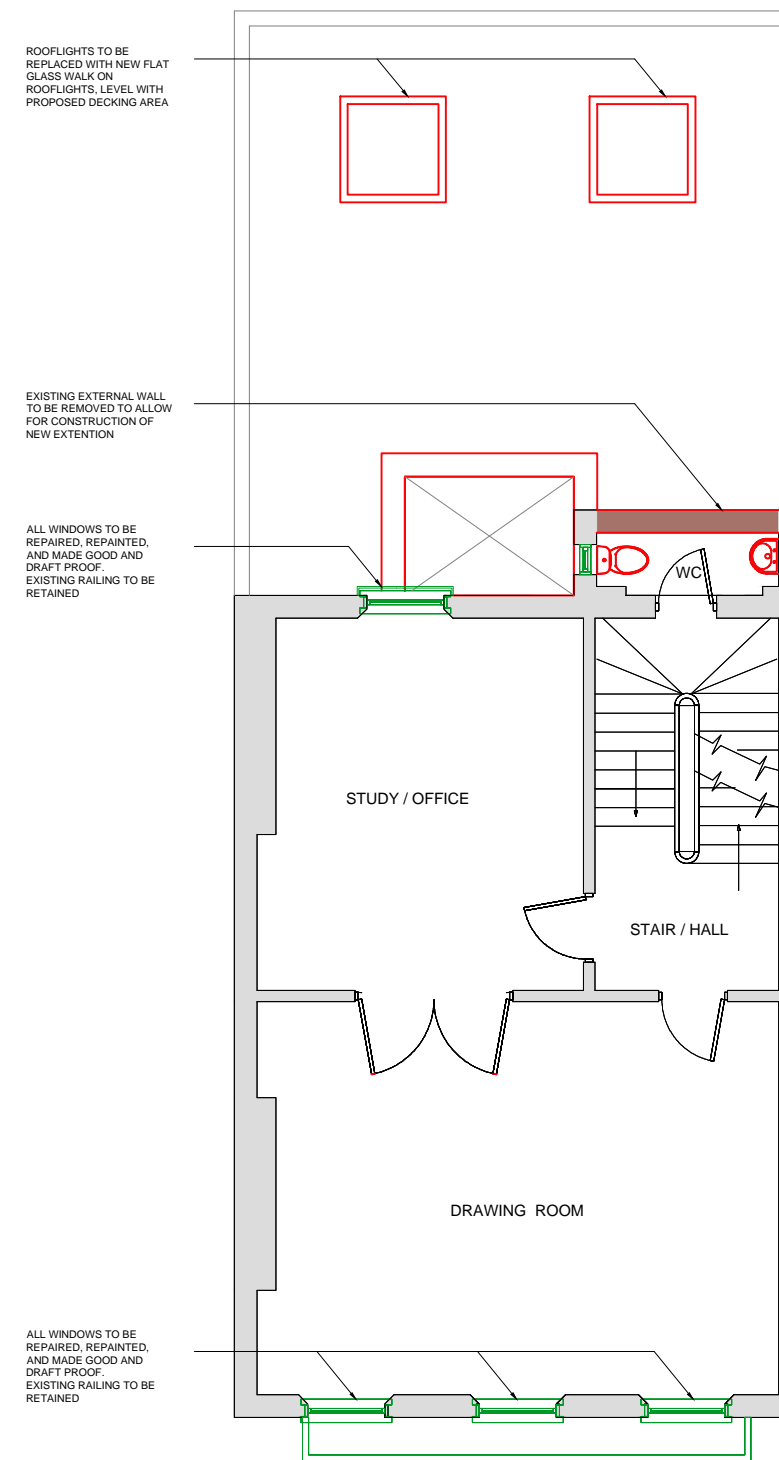 ROOFLIGHTS TO BE
REPLACED WITH NEW FLAT
GLASS WALK ON
ROOFLIGHTS, LEVEL WITH
PROPOSED DECKING AREA
EXISTING EXTERNAL WALL
TO BE REMOVED TO ALLOW
FOR CONSTRUCTION OF
NEW EXTENTION
ALL WINDOWS TO BE
REPAIRED, REPAINTED,
AND MADE GOOD AND
DRAFT PROOF.
EXISTING RAILING TO BE
RETAINED
WC
STUDY / OFFICE
STAIR / HALL
DRAWING ROOM
ALL WINDOWS TO BE
REPAIRED, REPAINTED,
AND MADE GOOD AND
DRAFT PROOF.
EXISTING RAILING TO BE
RETAINED